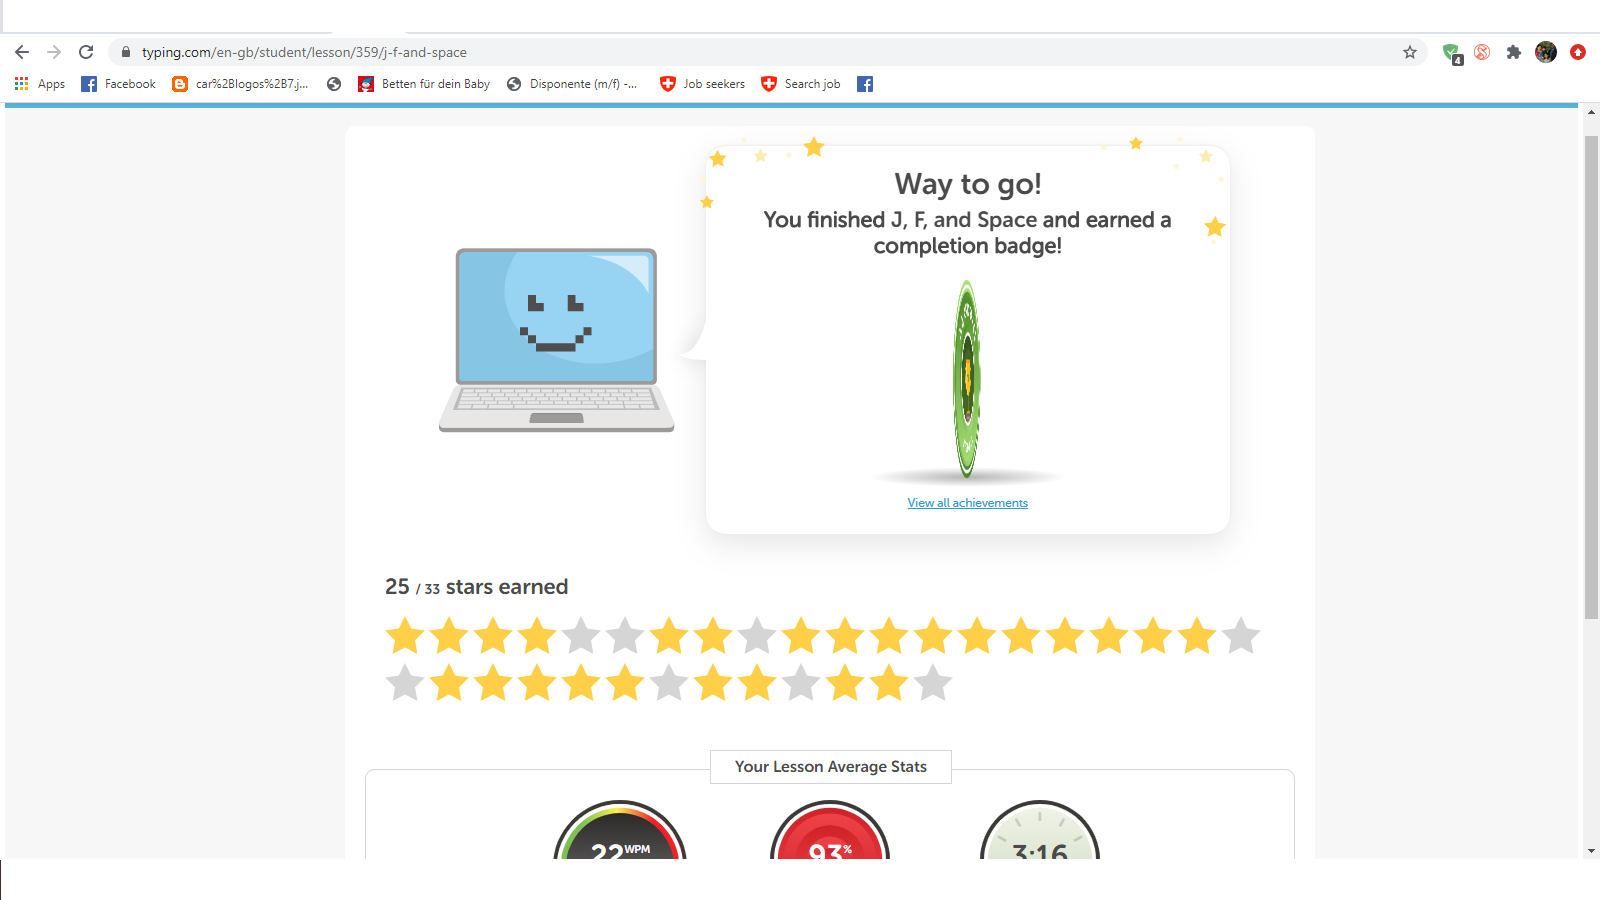 typing.com/en-gb/student/lesson/359/j-f-and-space
4
Apps Facebook car%2Blogos%2B7.j... Betten für dein Baby Disponente (m/f) -... Job seekers Search job
Way to go!
You finished J, F, and Space and earned a
completion badge!
View all achievements
25 / 33 stars earned
Your Lesson Average Stats
22 WPM 93% 3:16